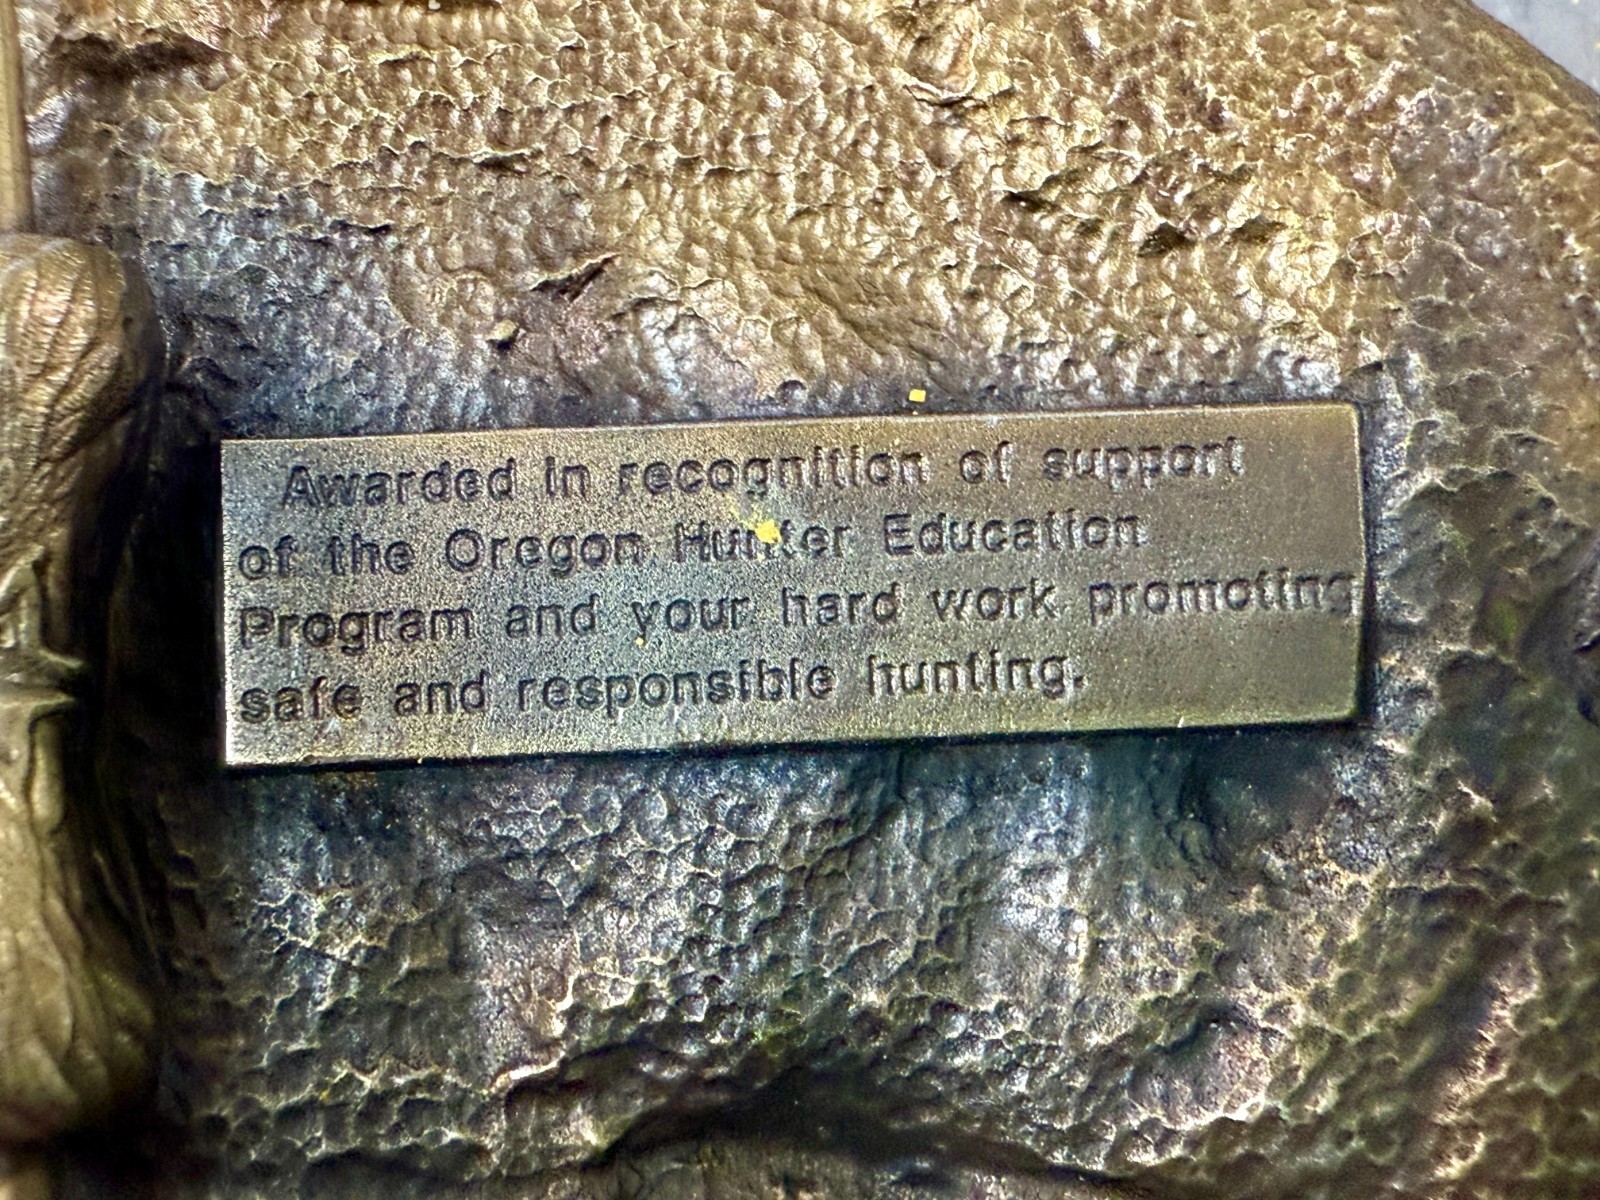 Awarded in recognition of support
of the Oregon Hunter Education
Program and your hard work promoting
safe and responsible hunting.